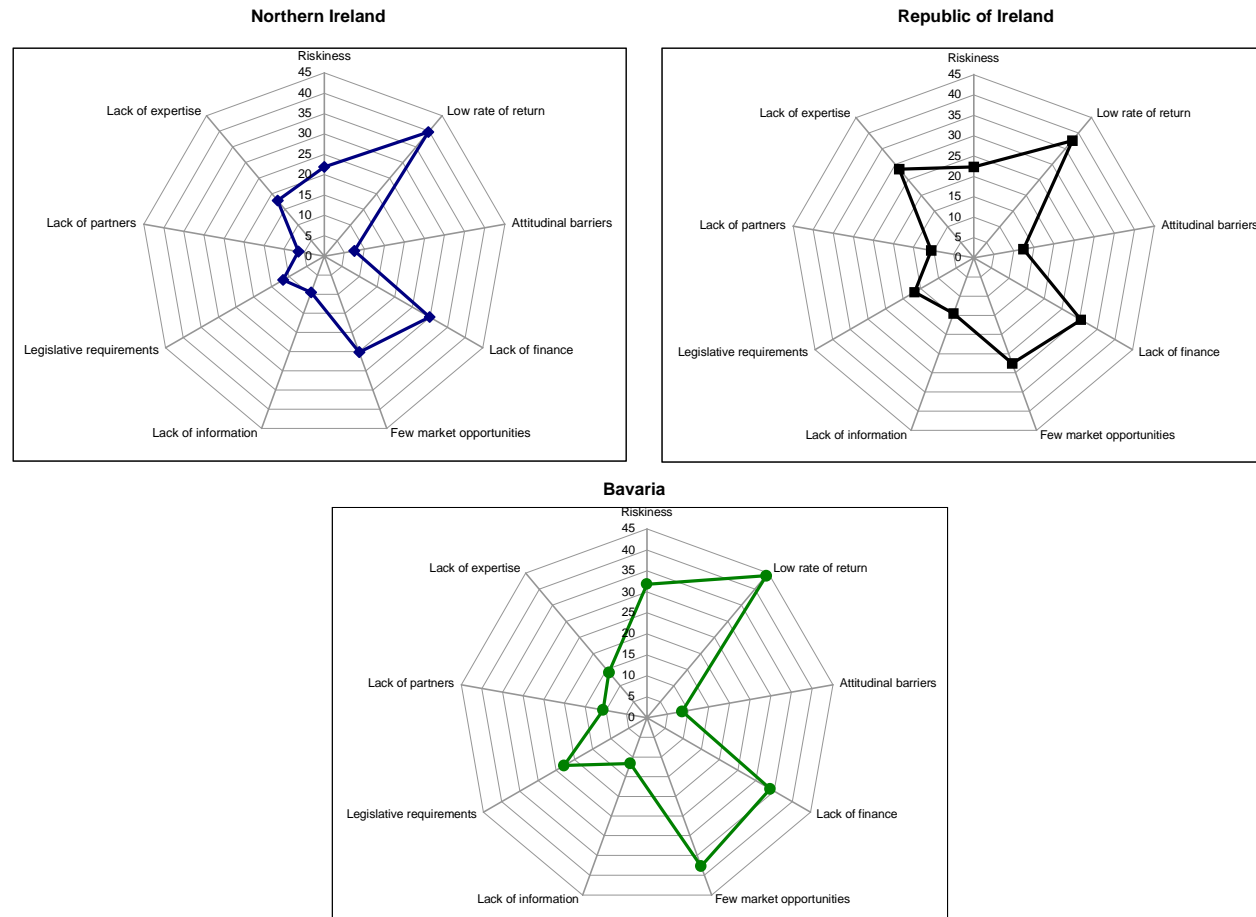 Northern Ireland
Riskiness
45
40
35
30
25
20
15
10
5
0
Low rate of return
Attitudinal barriers
Lack of finance
Few market opportunities
Lack of information
Legislative requirements
Lack of partners
Lack of expertise
Republic of Ireland
Riskiness
45
40
35
30
25
20
15
10
5
0
Low rate of return
Attitudinal barriers
Lack of finance
Few market opportunities
Lack of information
Legislative requirements
Lack of partners
Lack of expertise
Bavaria
Riskiness
45
40
35
30
25
20
15
10
5
0
Low rate of return
Attitudinal barriers
Lack of finance
Few market opportunities
Lack of information
Legislative requirements
Lack of partners
Lack of expertise